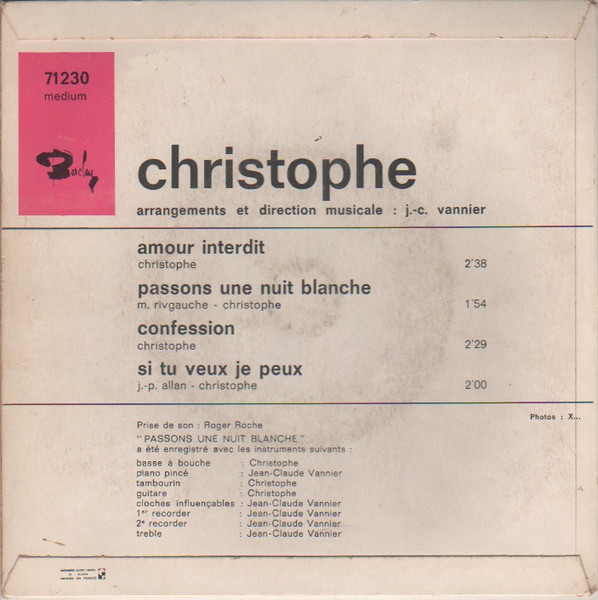 71230
medium
Barclay
christophe
arrangements et direction musicale : j.-c. vannier
amour interdit
christophe 2'38
passons une nuit blanche
m. rivgauche - christophe 1'54
confession
christophe 2'29
si tu veux je peux
j.-p. allan - christophe 2'00
Photos : X...
Prise de son : Roger Roche
"PASSONS UNE NUIT BLANCHE"
a été enregistré avec les instruments suivants :
basse à bouche : Christophe
piano pincé : Jean-Claude Vannier
tambourin : Christophe
guitare : Christophe
cloches influençables : Jean-Claude Vannier
1er recorder : Jean-Claude Vannier
2e recorder : Jean-Claude Vannier
treble : Jean-Claude Vannier